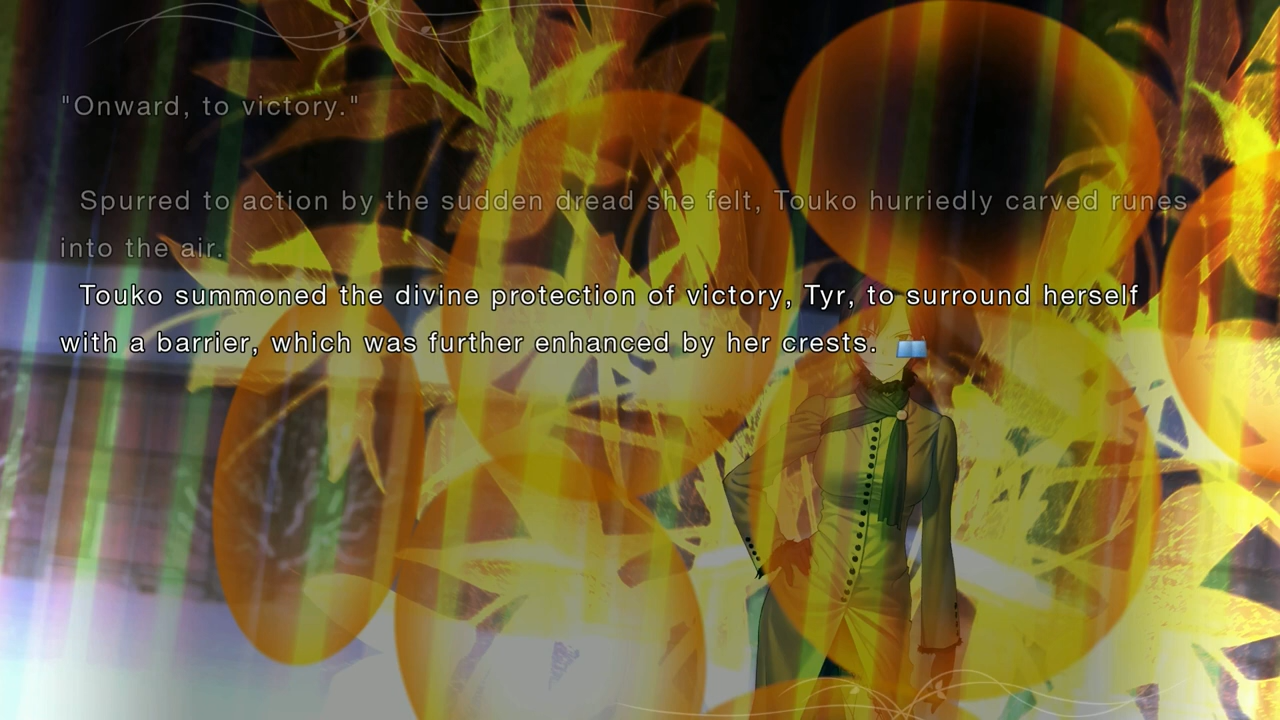 "Onward, to victory."
Spurred to action by the sudden dread she felt, Touko hurriedly carved runes
into the air.
Touko summoned the divine protection of victory, Tyr, to surround herself
with a barrier, which was further enhanced by her crests.